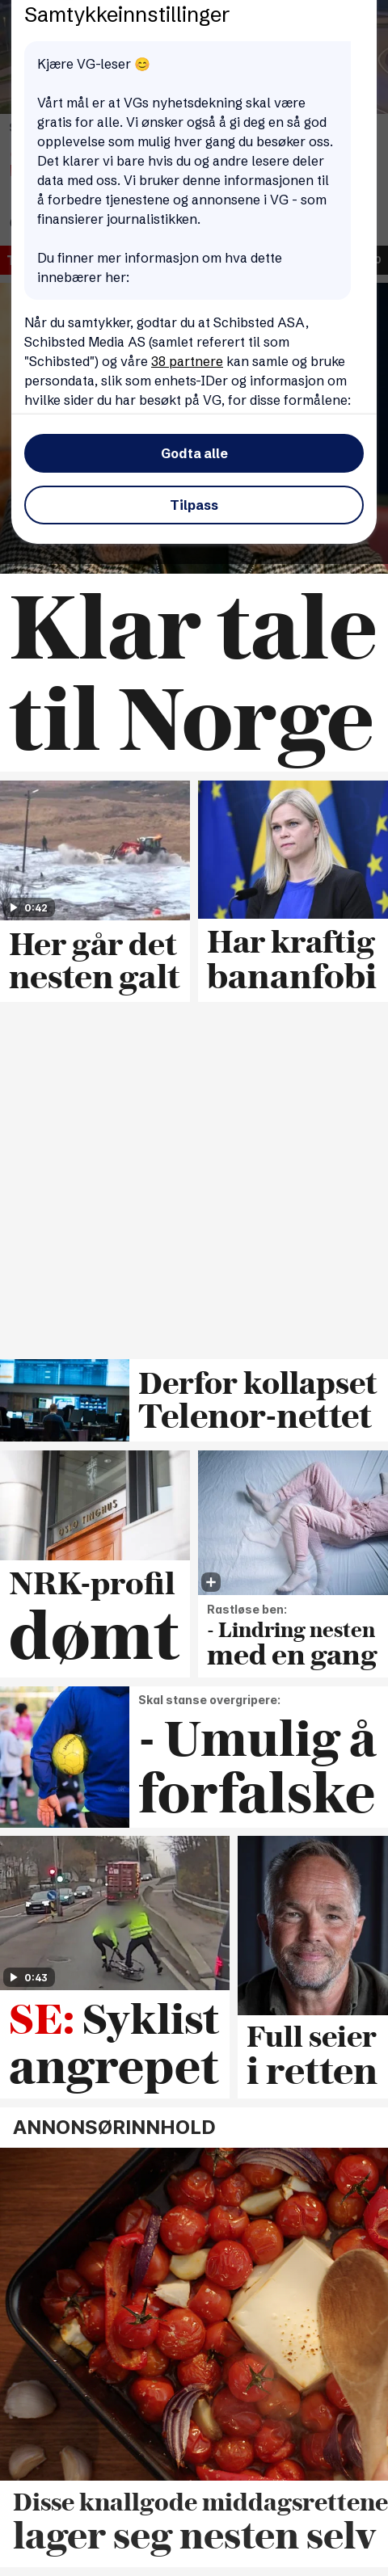 Samtykkeinnstillinger
Kjære VG-leser 😊
Vårt mål er at VGs nyhetsdekning skal være
gratis for alle. Vi ønsker også å gi deg en så god
opplevelse som mulig hver gang du besøker oss.
Det klarer vi bare hvis du og andre lesere deler
data med oss. Vi bruker denne informasjonen til
å forbedre tjenestene og annonsene i VG - som
finansierer journalistikken.
Du finner mer informasjon om hva dette
innebærer her:
Når du samtykker, godtar du at Schibsted ASA,
Schibsted Media AS (samlet referert til som
"Schibsted") og våre 38 partnere kan samle og bruke
persondata, slik som enhets-IDer og informasjon om
hvilke sider du har besøkt på VG, for disse formålene:
Godta alle
Tilpass
Klar tale
til Norge
0:42
Her går det
nesten galt
Har kraftig
bananfobi
Derfor kollapset
Telenor-nettet
OSLO TINGHUS
NRK-profil
dømt
Rastløse ben:
- Lindring nesten
med en gang
Skal stanse overgripere:
- Umulig å
forfalske
0:43
SE: Syklist
angrepet
Full seier
i retten
ANNONSØRINNHOLD
Disse knallgode middagsrettene
lager seg nesten selv